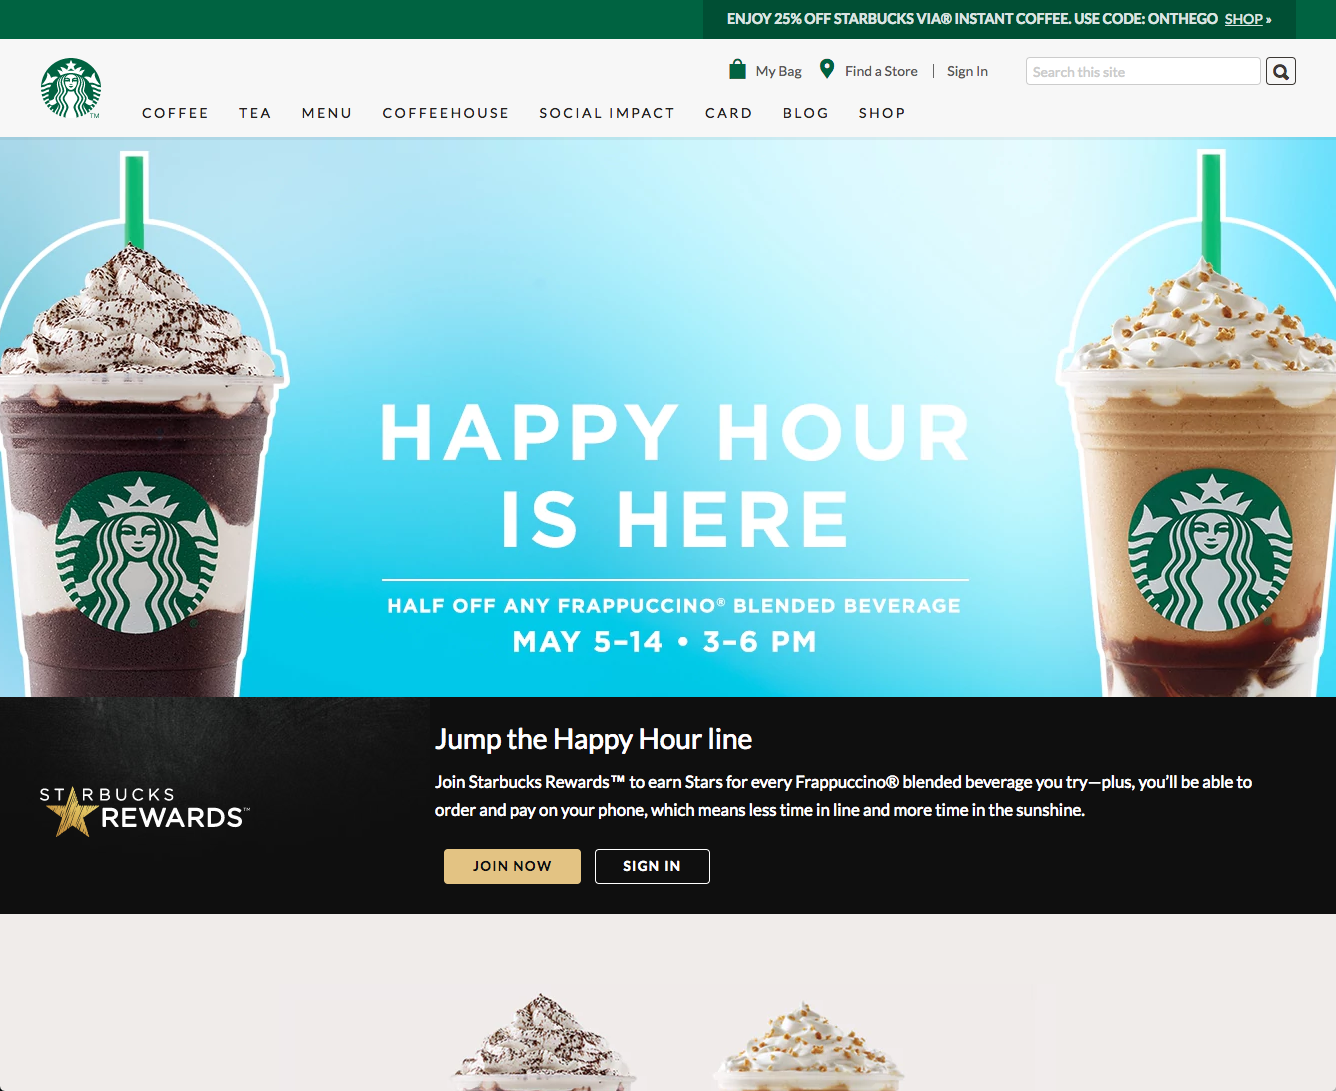 ENJOY 25% OFF STARBUCKS VIA® INSTANT COFFEE. USE CODE: ONTHEGO SHOP »
My Bag
Find a Store
Sign In
Search this site
TM
COFFEE TEA MENU COFFEEHOUSE SOCIAL IMPACT CARD BLOG SHOP
HAPPY HOUR
IS HERE
HALF OFF ANY FRAPPUCCINO® BLENDED BEVERAGE
MAY 5–14 • 3–6 PM
STARBUCKS
REWARDS™
Jump the Happy Hour line
Join Starbucks Rewards™ to earn Stars for every Frappuccino® blended beverage you try—plus, you’ll be able to
order and pay on your phone, which means less time in line and more time in the sunshine.
JOIN NOW
SIGN IN